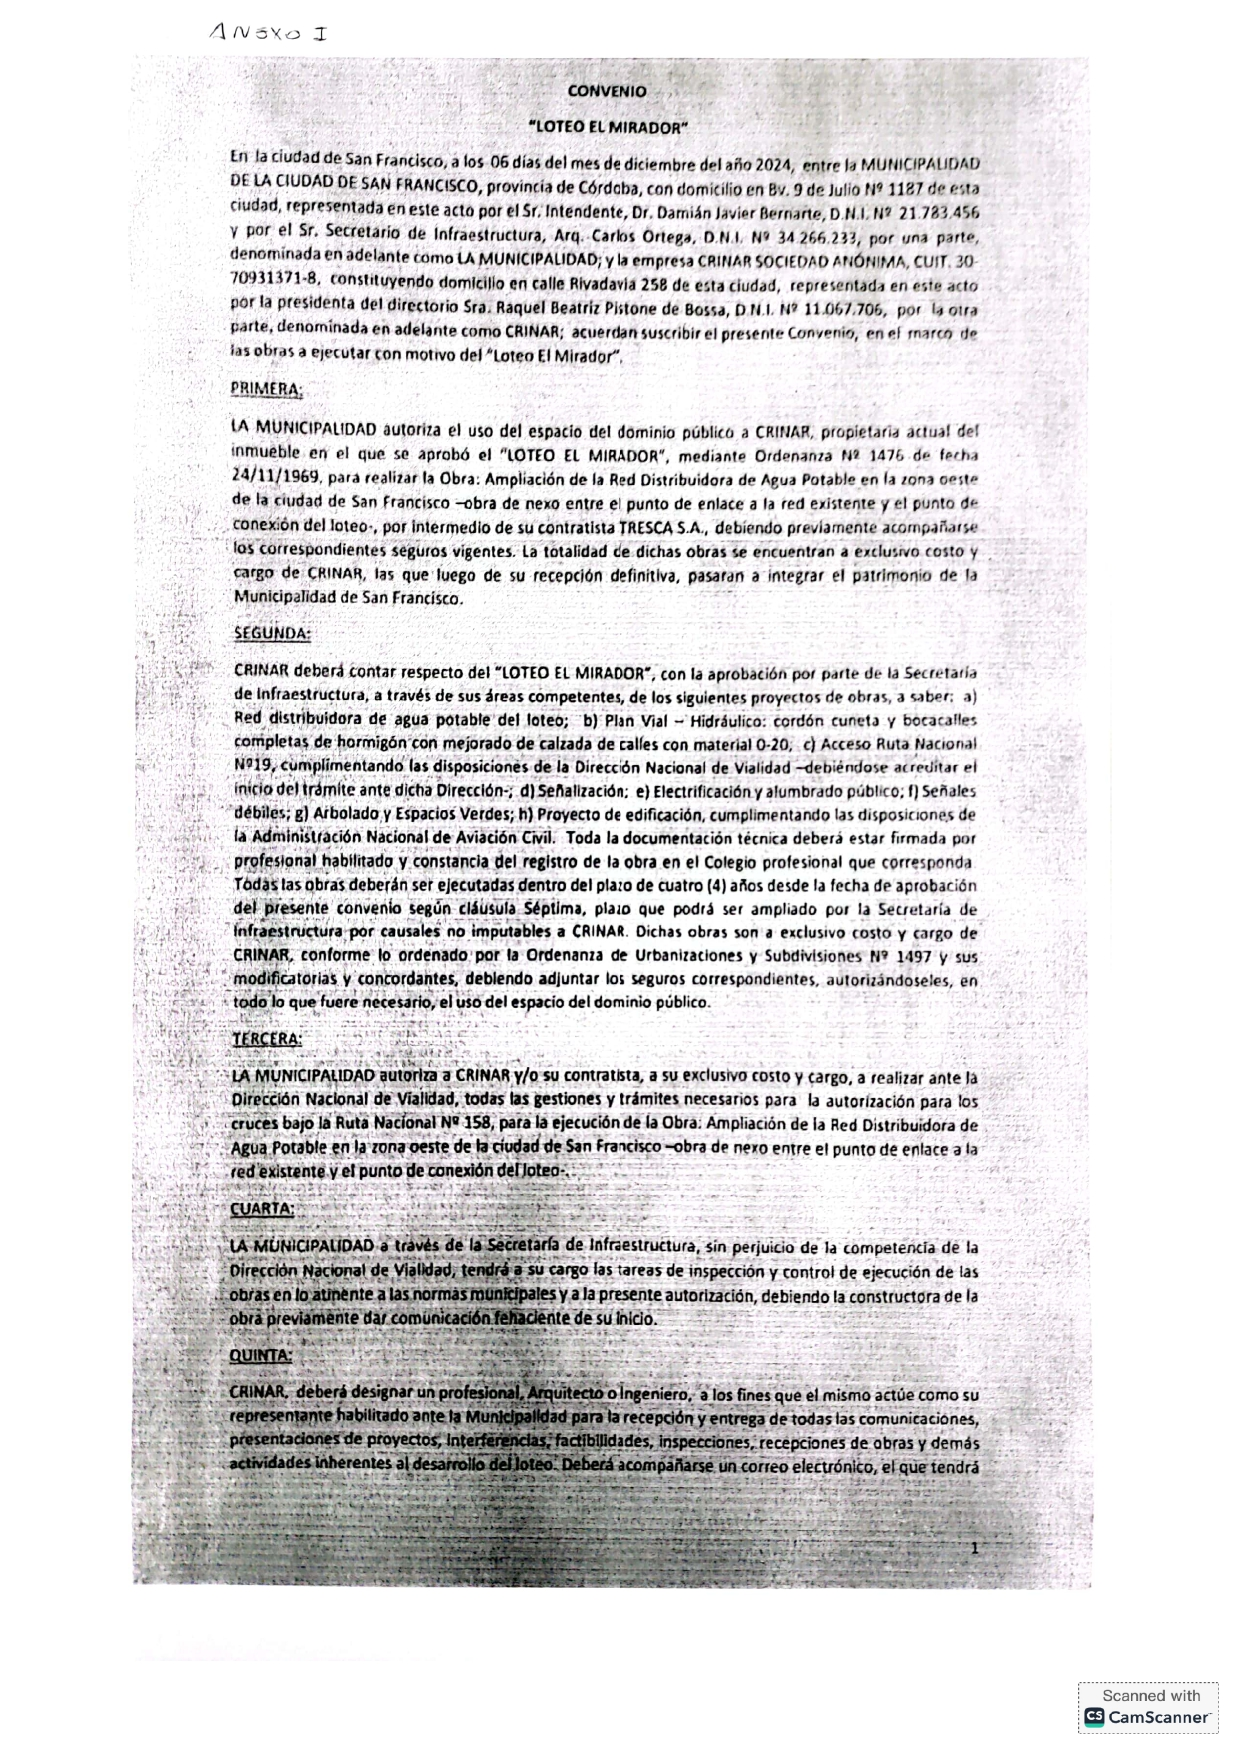 ANEXO I
CONVENIO
"LOTEO EL MIRADOR"
En la ciudad de San Francisco, a los 06 días del mes de diciembre del año 2024, entre la MUNICIPALIDAD
DE LA CIUDAD DE SAN FRANCISCO, provincia de Córdoba, con domicilio en Bv. 9 de Julio Nº 1187 de esta
ciudad, representada en este acto por el Sr. Intendente, Dr. Damián Javier Bernarte, D.N.I. Nº 21.783.456
y por el Sr. Secretario de Infraestructura, Arq. Carlos Ortega, D.N.I. Nº 34.266.233, por una parte,
denominada en adelante como LA MUNICIPALIDAD; y la empresa CRINAR SOCIEDAD ANÓNIMA, CUIT. 30-
70931371-8, constituyendo domicilio en calle Rivadavia 258 de esta ciudad, representada en este acto
por la presidenta del directorio Sra. Raquel Beatriz Pistone de Bossa, D.N.I. Nº 11.067.706, por la otra
parte, denominada en adelante como CRINAR; acuerdan suscribir el presente Convenio, en el marco de
las obras a ejecutar con motivo del "Loteo El Mirador".
PRIMERA:
LA MUNICIPALIDAD autoriza el uso del espacio del dominio público a CRINAR, propietaria actual del
inmueble en el que se aprobó el "LOTEO EL MIRADOR", mediante Ordenanza Nº 1476 de fecha
24/11/1969, para realizar la Obra: Ampliación de la Red Distribuidora de Agua Potable en la zona oeste
de la ciudad de San Francisco –obra de nexo entre el punto de enlace a la red existente y el punto de
conexión del loteo-, por intermedio de su contratista TRESCA S.A., debiendo previamente acompañarse
los correspondientes seguros vigentes. La totalidad de dichas obras se encuentran a exclusivo costo y
cargo de CRINAR, las que luego de su recepción definitiva, pasaran a integrar el patrimonio de la
Municipalidad de San Francisco.
SEGUNDA:
CRINAR deberá contar respecto del "LOTEO EL MIRADOR", con la aprobación por parte de la Secretaría
de Infraestructura, a través de sus áreas competentes, de los siguientes proyectos de obras, a saber: a)
Red distribuidora de agua potable del loteo; b) Plan Vial – Hidráulico: cordón cuneta y bocacalles
completas de hormigón con mejorado de calzada de calles con material 0-20, c) Acceso Ruta Nacional
Nº19, cumplimentando las disposiciones de la Dirección Nacional de Vialidad –debiéndose acreditar el
inicio del trámite ante dicha Dirección-; d) Señalización; e) Electrificación y alumbrado público; f) Señales
débiles; g) Arbolado y Espacios Verdes; h) Proyecto de edificación, cumplimentando las disposiciones de
la Administración Nacional de Aviación Civil. Toda la documentación técnica deberá estar firmada por
profesional habilitado y constancia del registro de la obra en el Colegio profesional que corresponda.
Todas las obras deberán ser ejecutadas dentro del plazo de cuatro (4) años desde la fecha de aprobación
del presente convenio según cláusula Séptima, plazo que podrá ser ampliado por la Secretaría de
Infraestructura por causales no imputables a CRINAR. Dichas obras son a exclusivo costo y cargo de
CRINAR, conforme lo ordenado por la Ordenanza de Urbanizaciones y Subdivisiones Nº 1497 y sus
modificatorias y concordantes, debiendo adjuntar los seguros correspondientes, autorizándoseles, en
todo lo que fuere necesario, el uso del espacio del dominio público.
TERCERA:
LA MUNICIPALIDAD autoriza a CRINAR y/o su contratista, a su exclusivo costo y cargo, a realizar ante la
Dirección Nacional de Vialidad, todas las gestiones y trámites necesarios para la autorización para los
cruces bajo la Ruta Nacional Nº 158, para la ejecución de la Obra: Ampliación de la Red Distribuidora de
Agua Potable en la zona oeste de la ciudad de San Francisco –obra de nexo entre el punto de enlace a la
red existente y el punto de conexión del loteo-.
CUARTA:
LA MUNICIPALIDAD a través de la Secretaría de Infraestructura, sin perjuicio de la competencia de la
Dirección Nacional de Vialidad, tendrá a su cargo las tareas de inspección y control de ejecución de las
obras en lo atinente a las normas municipales y a la presente autorización, debiendo la constructora de la
obra previamente dar comunicación fehaciente de su inicio.
QUINTA:
CRINAR, deberá designar un profesional, Arquitecto o Ingeniero, a los fines que el mismo actúe como su
representante habilitado ante la Municipalidad para la recepción y entrega de todas las comunicaciones,
presentaciones de proyectos, interferencias, factibilidades, inspecciones, recepciones de obras y demás
actividades inherentes al desarrollo del loteo. Deberá acompañarse un correo electrónico, el que tendrá
1
Scanned with
CS CamScanner